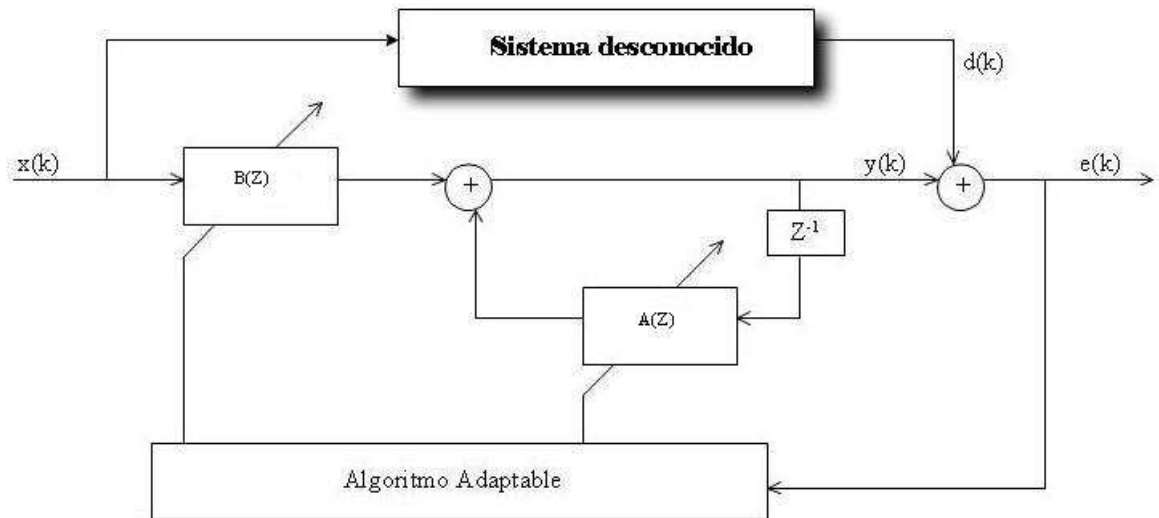 Sistema desconocido
d(k)
x(k)
B(Z)
+
y(k)
+
e(k)
Z-1
A(Z)
Algoritmo Adaptable